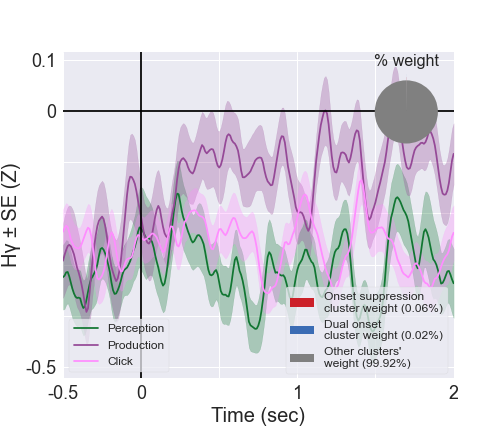 % weight
0.1
0
-0.5
Hγ ± SE (Z)
Perception
Production
Click
Onset suppression
cluster weight (0.06%)
Dual onset
cluster weight (0.02%)
Other clusters'
weight (99.92%)
-0.5
0
1
2
Time (sec)